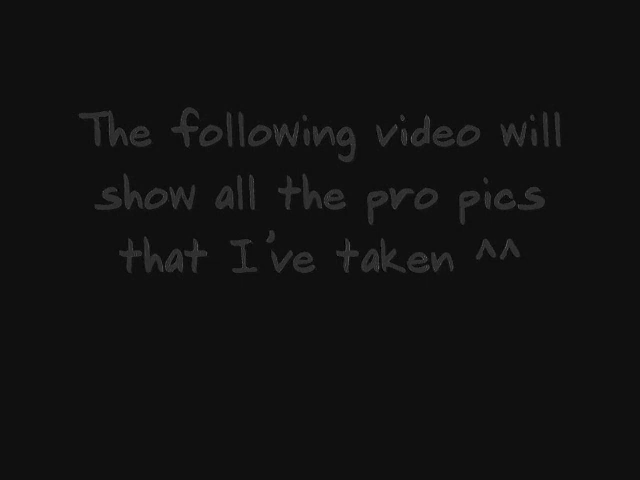 The following video will
show all the pro pics
that I've taken ^^